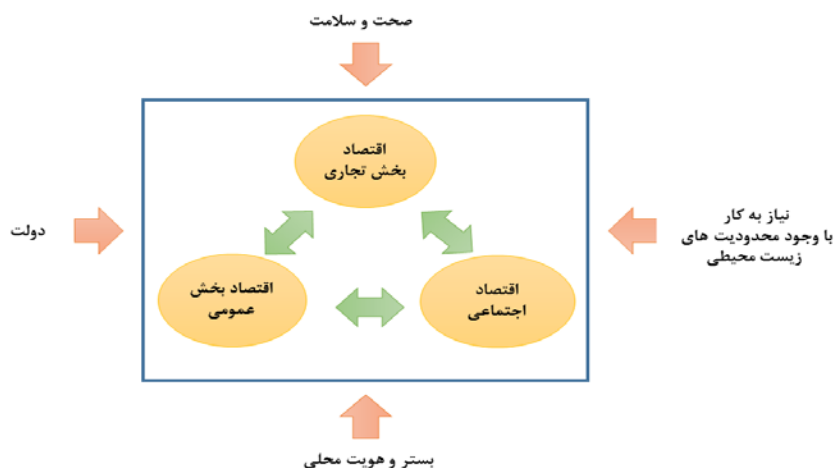 صحت و سلامت
اقتصاد
بخش تجاری
نیاز به کار
با وجود محدودیت های
زیست محیطی
دولت
اقتصاد
اجتماعی
اقتصاد بخش
عمومی
بستر و هویت محلی